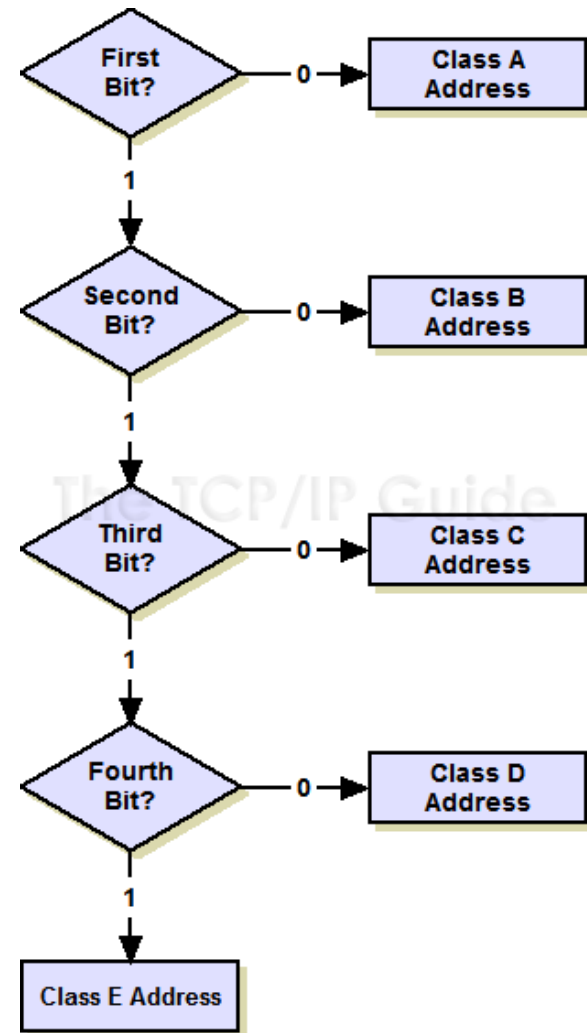 First
Bit?
0
Class A
Address
1
Second
Bit?
0
Class B
Address
1
The TCP/IP Guide
Third
Bit?
0
Class C
Address
1
Fourth
Bit?
0
Class D
Address
1
Class E Address